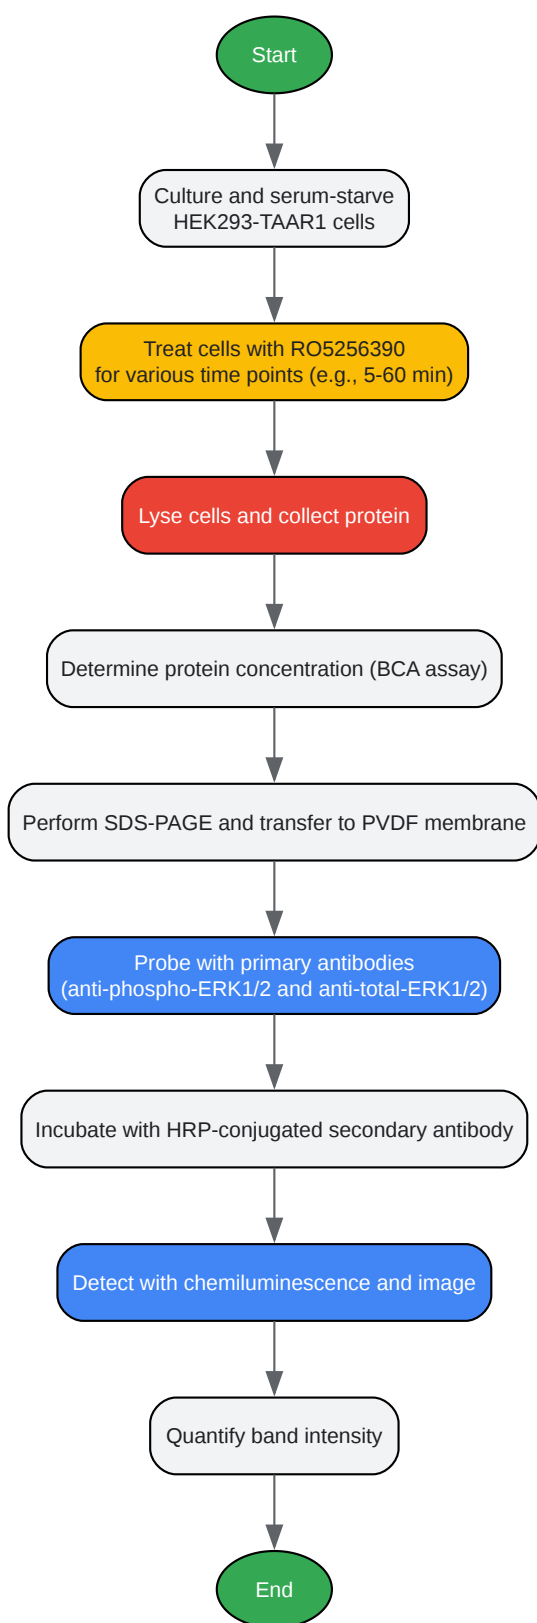 Start
Culture and serum-starve
HEK293-TAAR1 cells
Treat cells with RO5256390
for various time points (e.g., 5-60 min)
Lyse cells and collect protein
Determine protein concentration (BCA assay)
Perform SDS-PAGE and transfer to PVDF membrane
Probe with primary antibodies
(anti-phospho-ERK1/2 and anti-total-ERK1/2)
Incubate with HRP-conjugated secondary antibody
Detect with chemiluminescence and image
Quantify band intensity
End